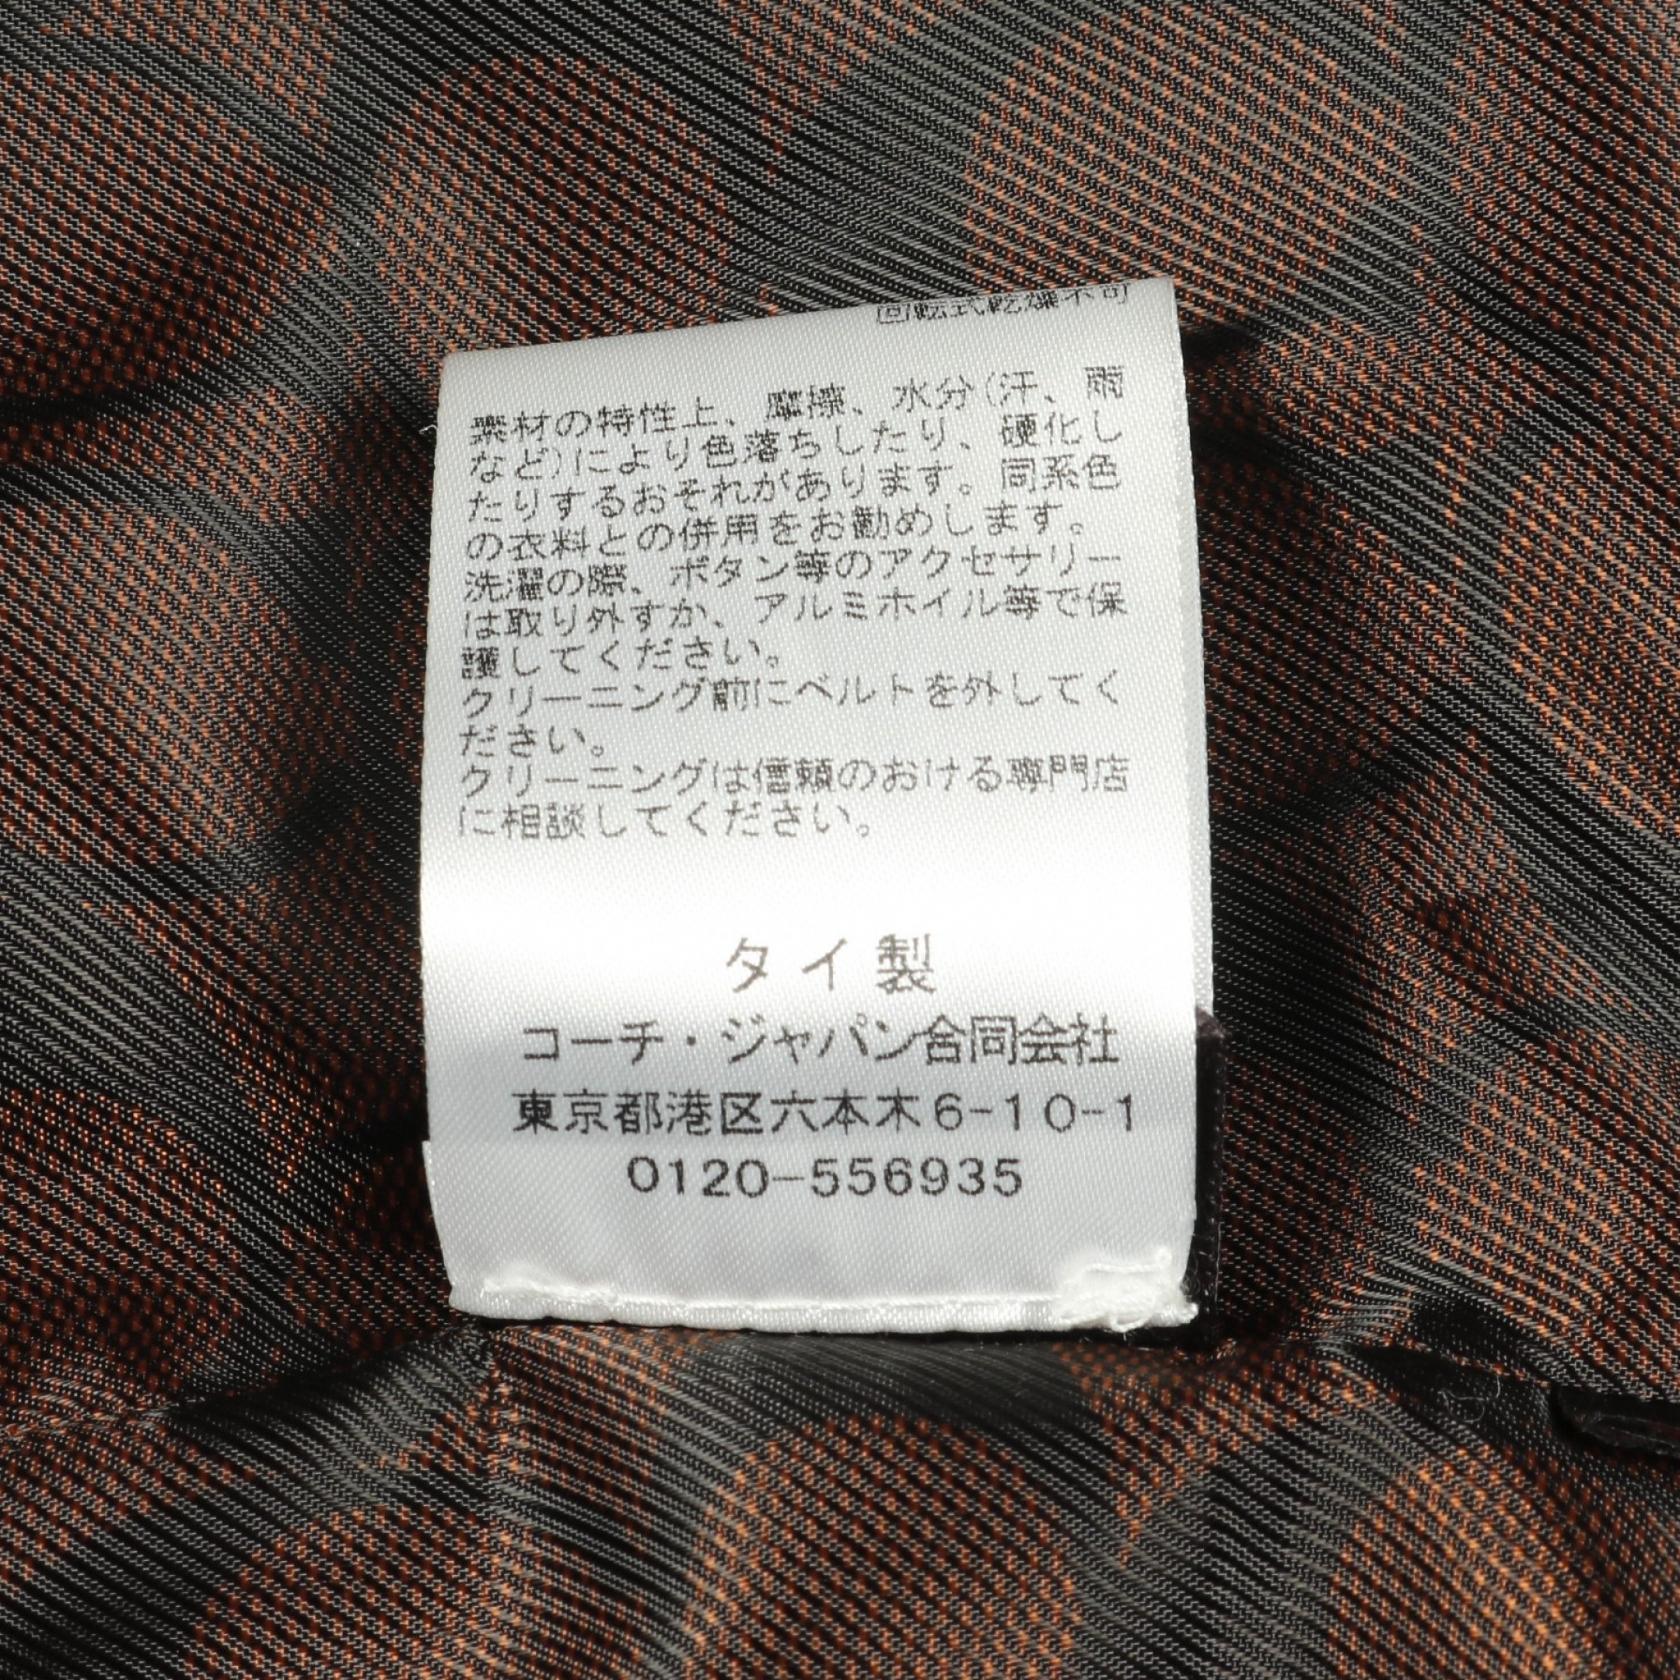 回転式乾燥不可
素材の特性上、摩擦、水分(汗、雨
など)により色落ちしたり、硬化し
たりするおそれがあります。同系色
の衣料との併用をお勧めします。
洗濯の際、ボタン等のアクセサリー
は取り外すか、アルミホイル等で保
護してください。
クリーニング前にベルトを外してく
ださい。
クリーニングは信頼のおける専門店
に相談してください。
タイ製
コーチ・ジャパン合同会社
東京都港区六本木6-10-1
0120-556935